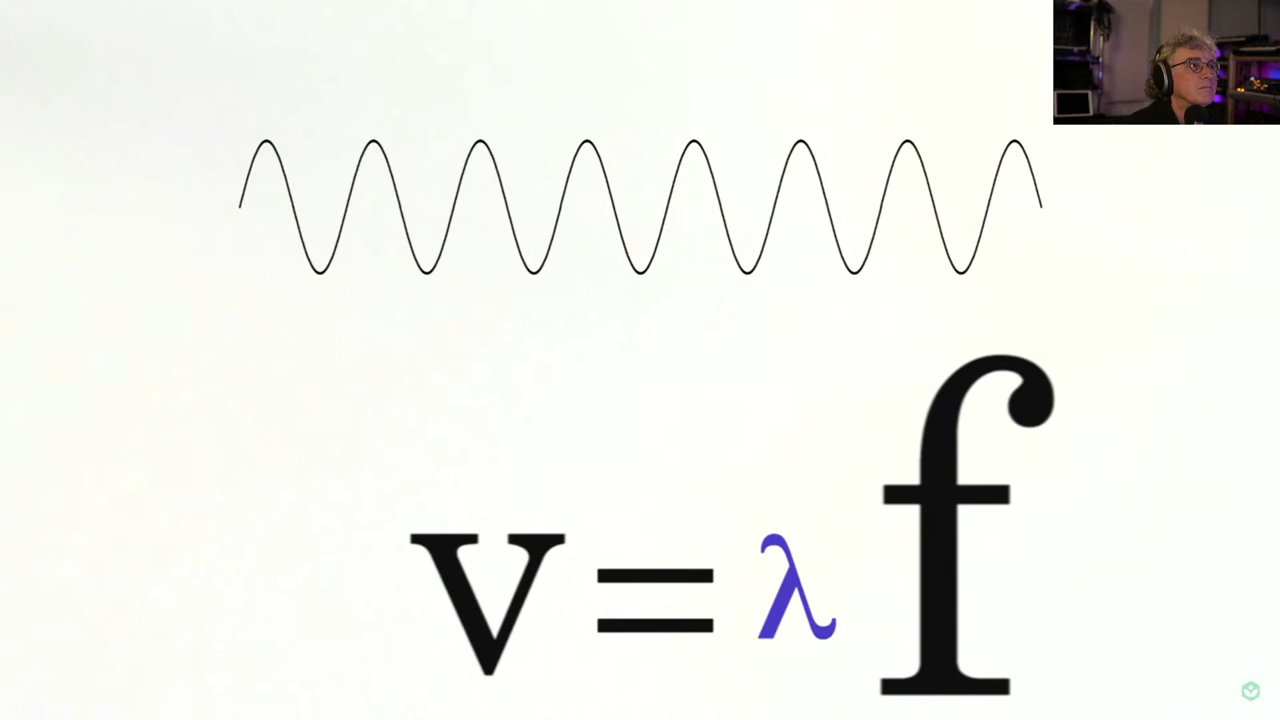 v = λ f